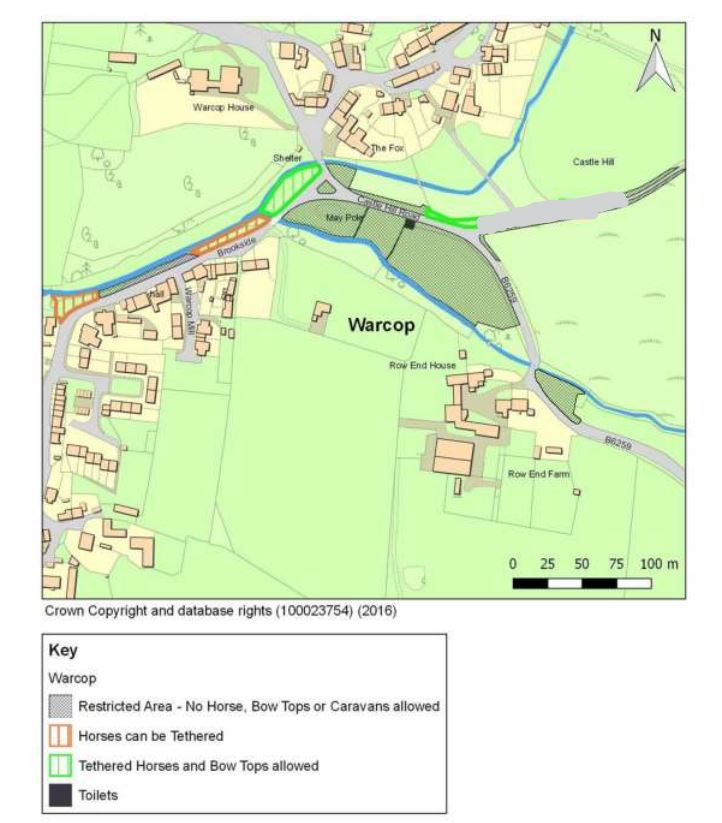 N
Warcop House
The Fox
Shelter
Castle Hill
Castle Hill Road
May Pole
Brookside
hall
Warcop Mill
B6259
Warcop
Row End House
B6259
Row End Farm
0 25 50 75 100 m
Crown Copyright and database rights (100023754) (2016)
Key
Warcop
Restricted Area - No Horse, Bow Tops or Caravans allowed
Horses can be Tethered
Tethered Horses and Bow Tops allowed
Toilets